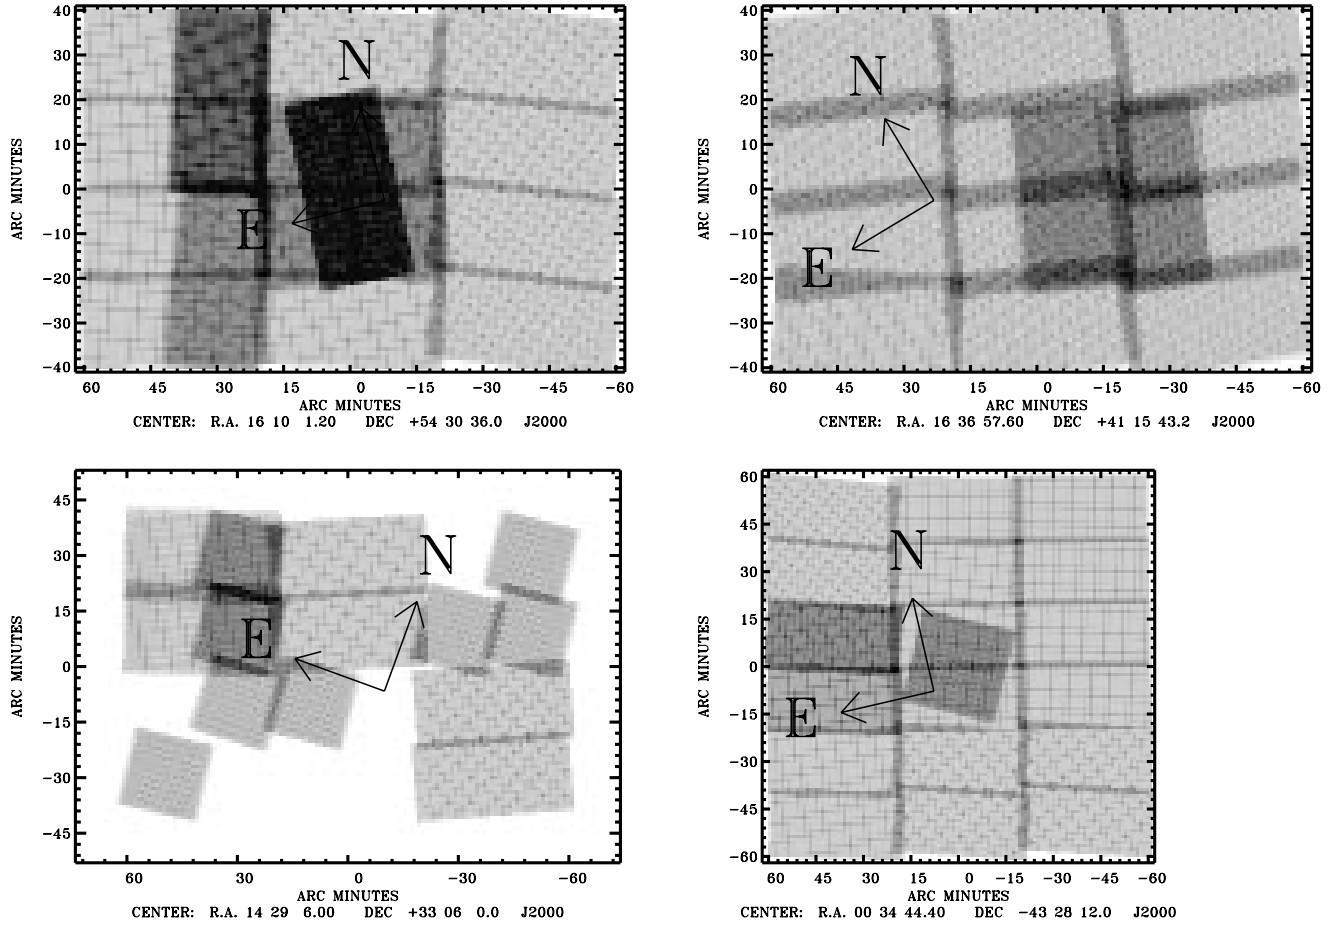 40
30
20
10
0
−10
−20
−30
−40
ARC MINUTES
N
E
60 45 30 15 0 −15 −30 −45 −60
ARC MINUTES
CENTER: R.A. 16 10 1.20 DEC +54 30 36.0 J2000
40
30
20
10
0
−10
−20
−30
−40
ARC MINUTES
N
E
60 45 30 15 0 −15 −30 −45 −60
ARC MINUTES
CENTER: R.A. 16 36 57.60 DEC +41 15 43.2 J2000
45
30
15
0
−15
−30
−45
ARC MINUTES
N
E
60 30 0 −30 −60
ARC MINUTES
CENTER: R.A. 14 29 6.00 DEC +33 06 0.0 J2000
60
45
30
15
0
−15
−30
−45
−60
ARC MINUTES
N
E
60 45 30 15 0 −15 −30 −45 −60
ARC MINUTES
CENTER: R.A. 00 34 44.40 DEC −43 28 12.0 J2000